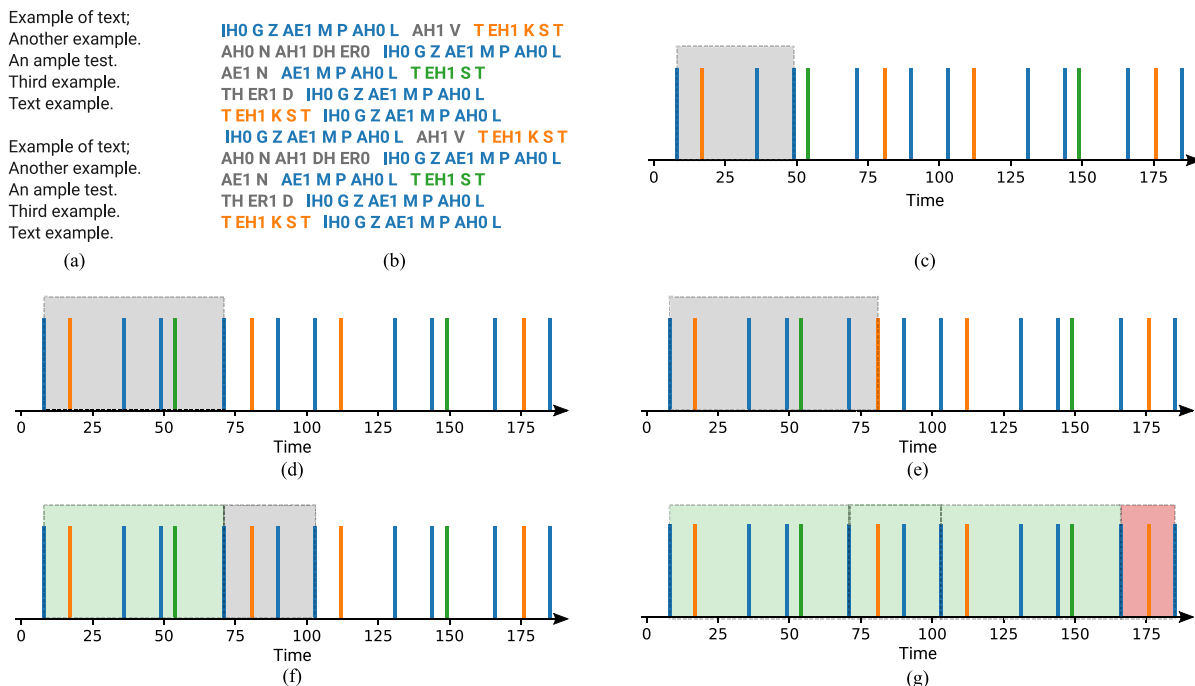 Example of text;
Another example.
An ample test.
Third example.
Text example.
Example of text;
Another example.
An ample test.
Third example.
Text example.
(a)
IH0 G Z AE1 M P AH0 L AH1 V T EH1 K S T
AH0 N AH1 DH ER0 IH0 G Z AE1 M P AH0 L
AE1 N AE1 M P AH0 L T EH1 S T
TH ER1 D IH0 G Z AE1 M P AH0 L
T EH1 K S T IH0 G Z AE1 M P AH0 L
IH0 G Z AE1 M P AH0 L AH1 V T EH1 K S T
AH0 N AH1 DH ER0 IH0 G Z AE1 M P AH0 L
AE1 N AE1 M P AH0 L T EH1 S T
TH ER1 D IH0 G Z AE1 M P AH0 L
T EH1 K S T IH0 G Z AE1 M P AH0 L
(b)
0 25 50 75 100 125 150 175
Time
(c)
0 25 50 75 100 125 150 175
Time
(d)
0 25 50 75 100 125 150 175
Time
(e)
0 25 50 75 100 125 150 175
Time
(f)
0 25 50 75 100 125 150 175
Time
(g)